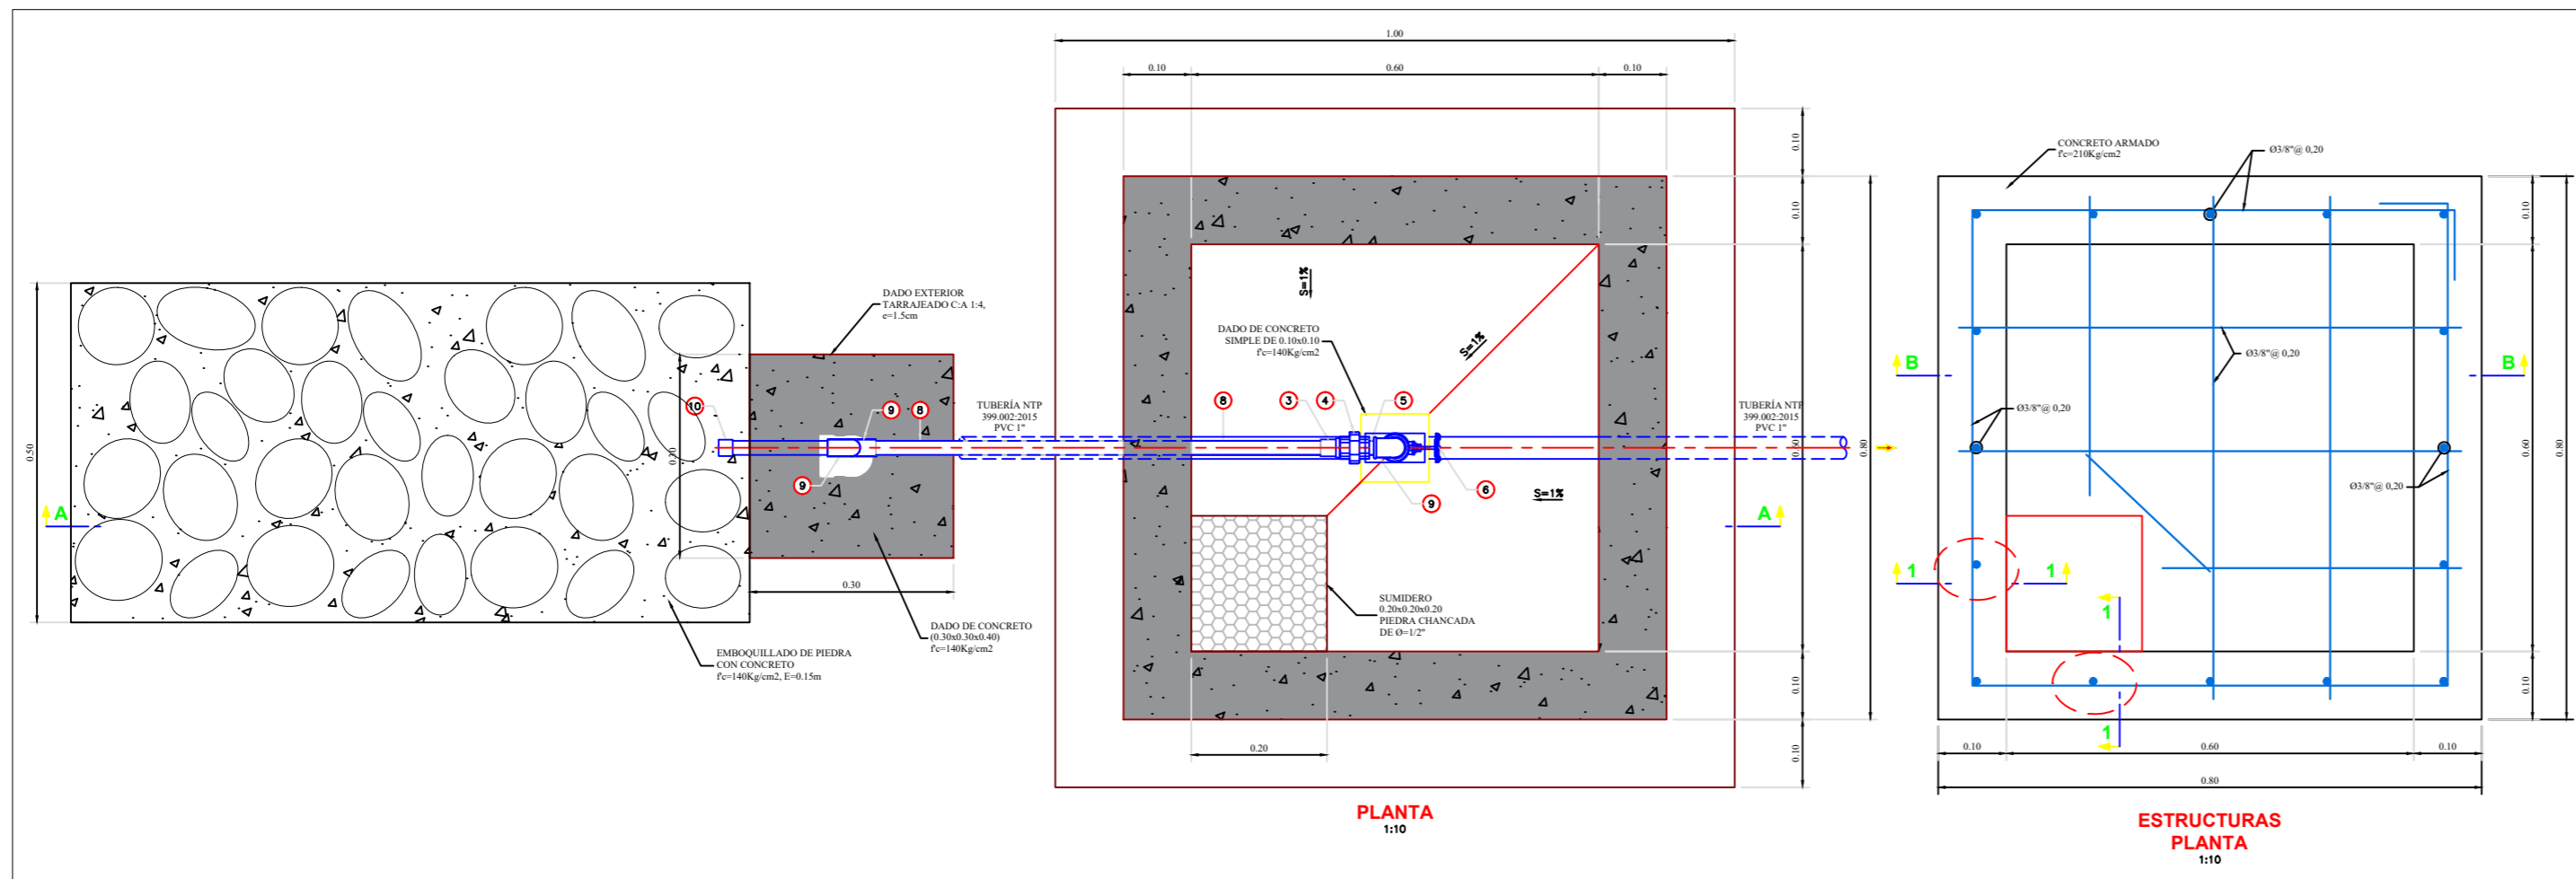 1.00
0.10
0.60
0.10
0.10
0.10
0.60
0.80
0.10
0.10
S=1%
S=1%
S=1%
DADO DE CONCRETO
SIMPLE DE 0.10x0.10
f'c=140Kg/cm2
8
3
4
5
6
9
TUBERÍA NTP
399.002:2015
PVC 1"
TUBERÍA NTP
399.002:2015
PVC 1"
SUMIDERO
0.20x0.20x0.20
PIEDRA CHANCADA
DE Ø=1/2"
0.20
A
PLANTA
1:10
0.50
A
10
9
8
9
DADO EXTERIOR
TARRAJEADO C:A 1:4,
e=1.5cm
0.30
DADO DE CONCRETO
(0.30x0.30x0.40)
f'c=140Kg/cm2
EMBOQUILLADO DE PIEDRA
CON CONCRETO
f'c=140Kg/cm2, E=0.15m
CONCRETO ARMADO
f'c=210Kg/cm2
Ø3/8"@ 0,20
Ø3/8"@ 0,20
Ø3/8"@ 0,20
Ø3/8"@ 0,20
B
B
1
1
1
1
0.10
0.60
0.80
0.10
0.10
0.60
0.10
0.80
ESTRUCTURAS
PLANTA
1:10